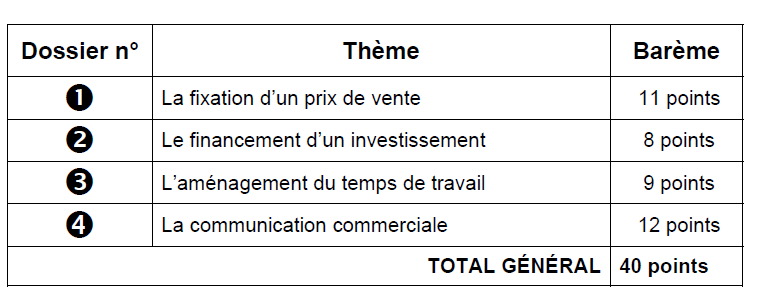 Dossier n° Thème Barème
❶ La fixation d’un prix de vente 11 points
❷ Le financement d’un investissement 8 points
❸ L’aménagement du temps de travail 9 points
❹ La communication commerciale 12 points
TOTAL GÉNÉRAL 40 points